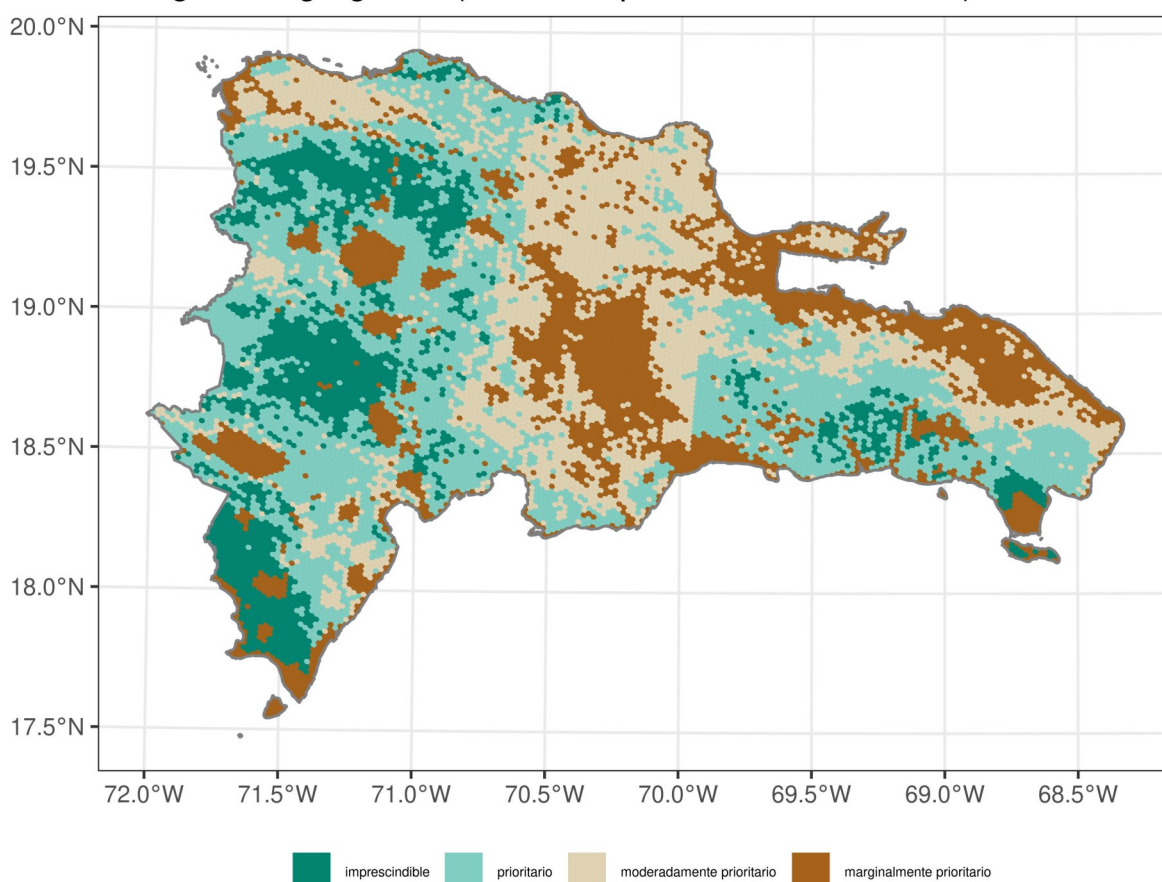 20.0°N
19.5°N
19.0°N
18.5°N
18.0°N
17.5°N
72.0°W 71.5°W 71.0°W 70.5°W 70.0°W 69.5°W 69.0°W 68.5°W
imprescindible prioritario moderadamente prioritario marginalmente prioritario